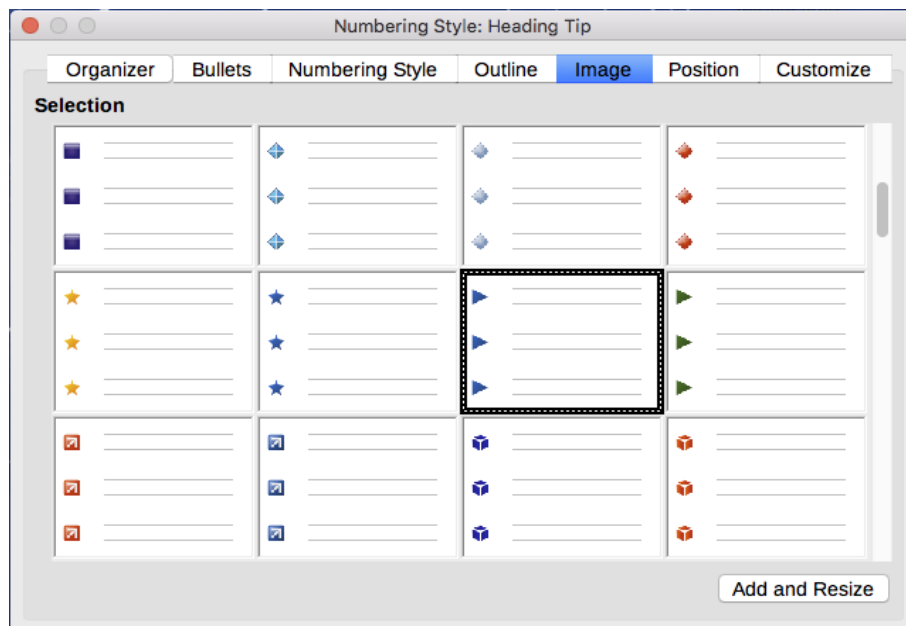 Numbering Style: Heading Tip
Organizer Bullets Numbering Style Outline Image Position Customize
Selection
Add and Resize